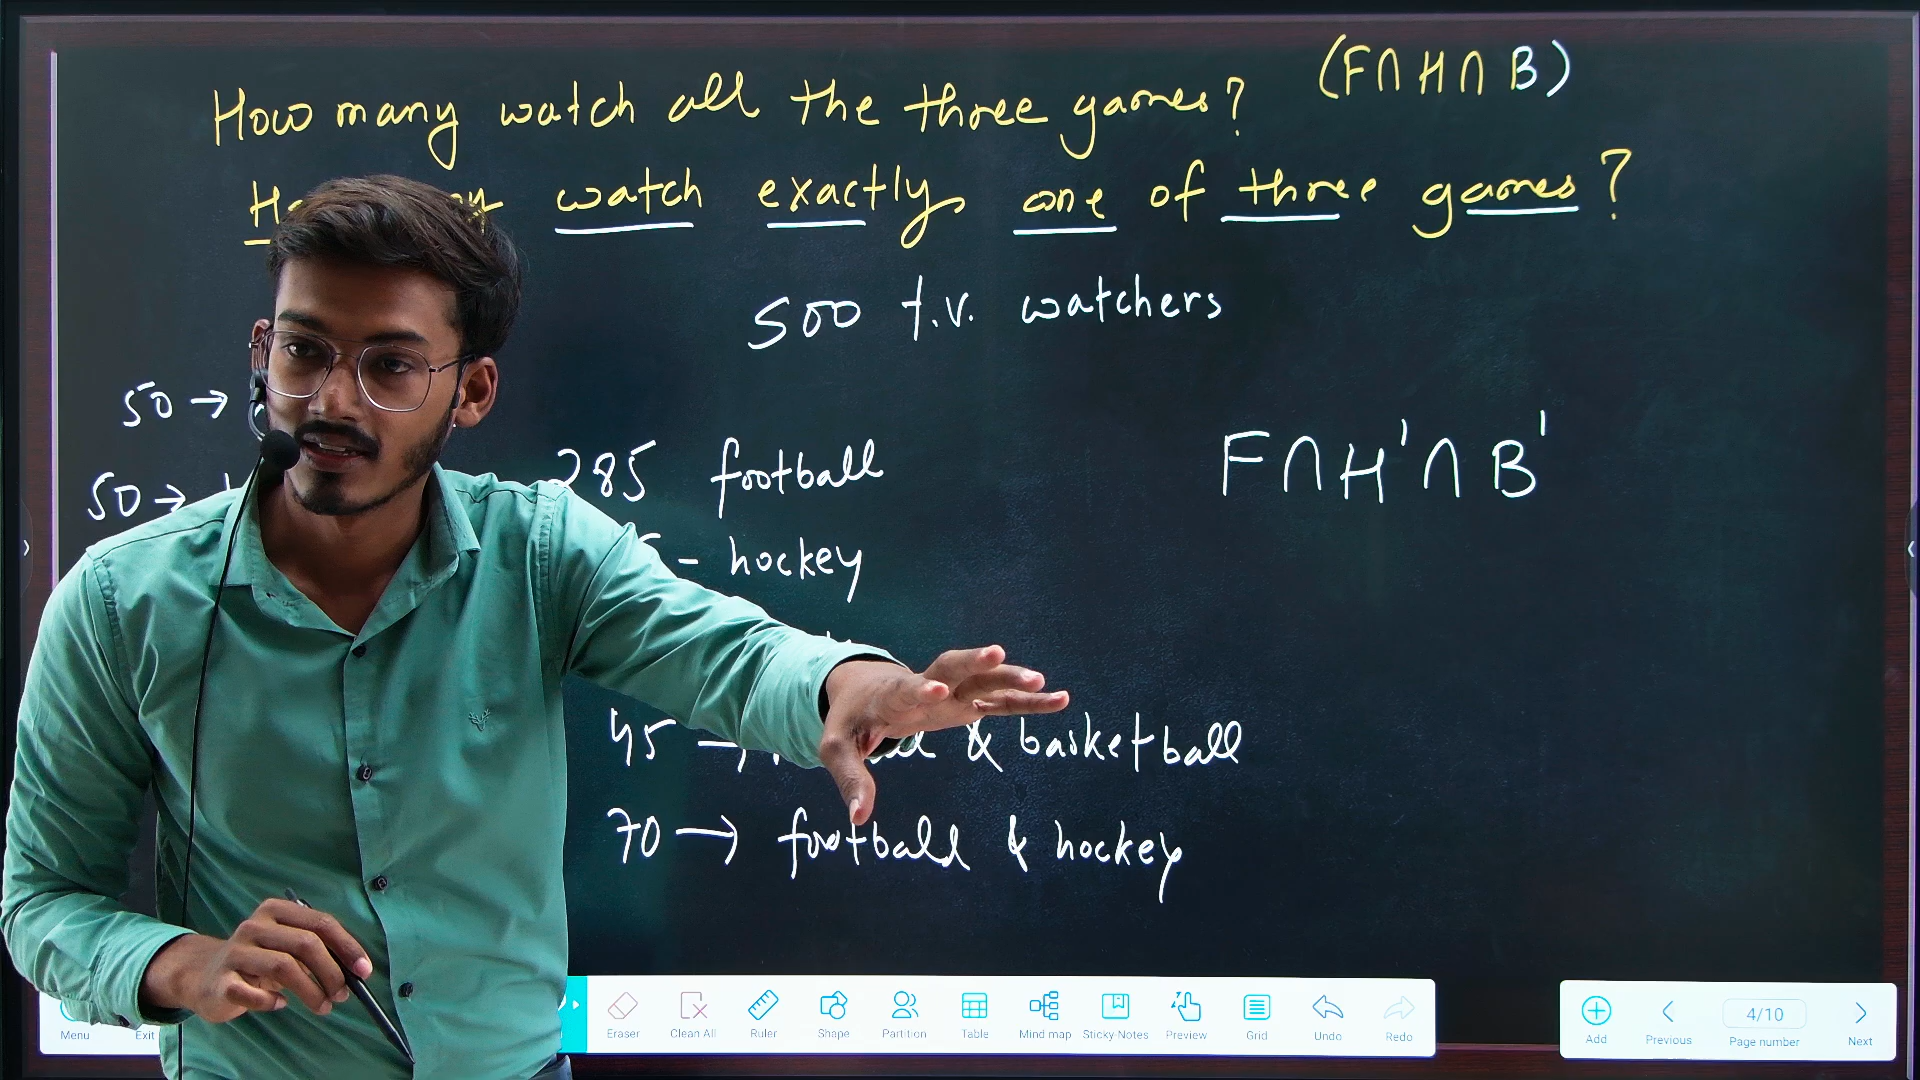 How many watch all the three games? (F∩H∩B)
watch exactly one of three games?
500 t.v. watchers
50 →
50 →
285 football
F∩H'∩B'
- hockey
45 → & basketball
70 → football & hockey
Menu Exit Eraser Clean All Ruler Shape Partition Table Mind map Sticky-Notes Preview Grid Undo Redo
Add Previous 4/10 Page number Next